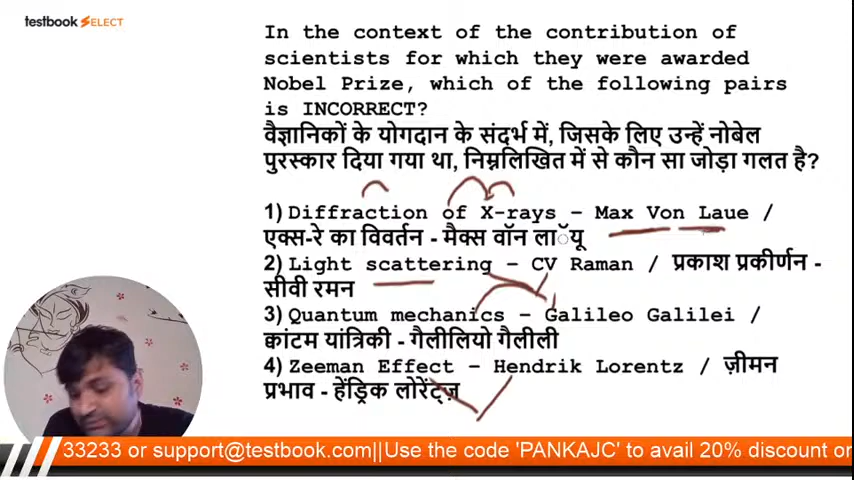 testbook SELECT
In the context of the contribution of
scientists for which they were awarded
Nobel Prize, which of the following pairs
is INCORRECT?
वैज्ञानिकों के योगदान के संदर्भ में, जिसके लिए उन्हें नोबेल
पुरस्कार दिया गया था, निम्नलिखित में से कौन सा जोड़ा गलत है?
1) Diffraction of X-rays – Max Von Laue /
एक्स-रे का विवर्तन - मैक्स वॉन लाॅयू
2) Light scattering – CV Raman / प्रकाश प्रकीर्णन -
सीवी रमन
3) Quantum mechanics – Galileo Galilei /
क्वांटम यांत्रिकी - गैलीलियो गैलीली
4) Zeeman Effect – Hendrik Lorentz / ज़ीमन
प्रभाव - हेंड्रिक लोरेंट्ज़
33233 or support@testbook.com||Use the code 'PANKAJC' to avail 20% discount or